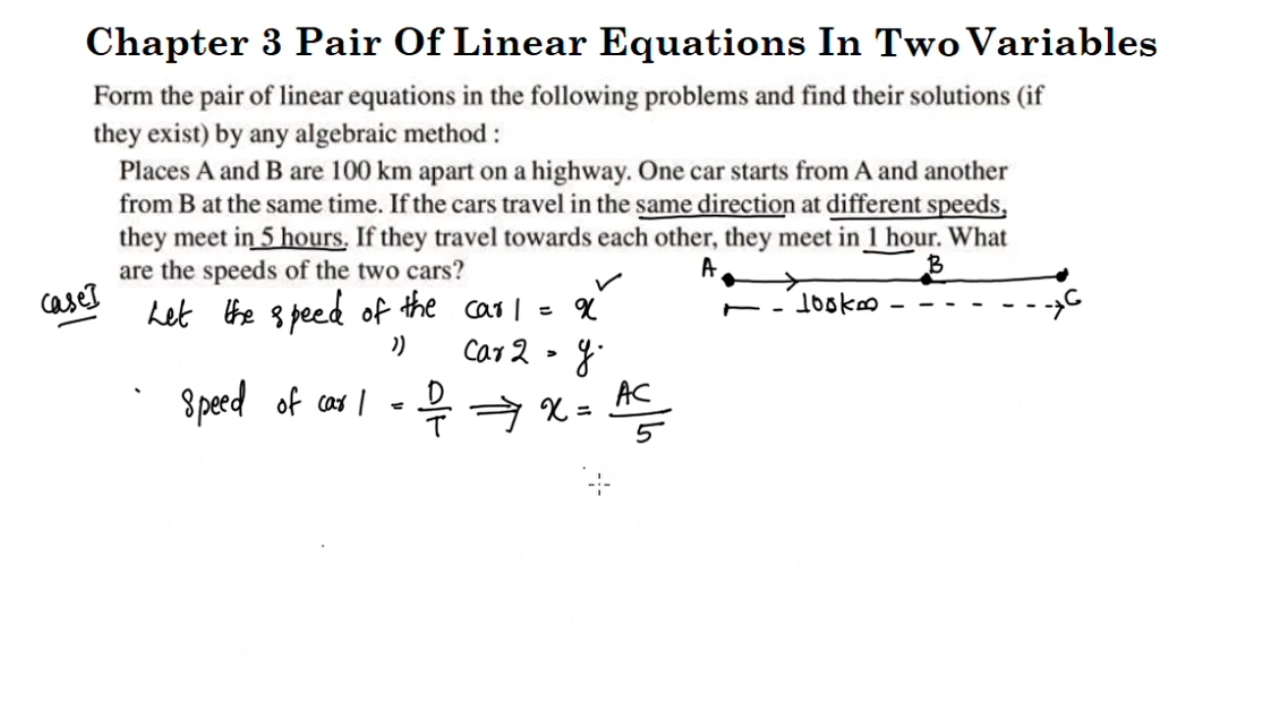 Chapter 3 Pair Of Linear Equations In Two Variables
Form the pair of linear equations in the following problems and find their solutions (if
they exist) by any algebraic method :
Places A and B are 100 km apart on a highway. One car starts from A and another
from B at the same time. If the cars travel in the same direction at different speeds,
they meet in 5 hours. If they travel towards each other, they meet in 1 hour. What
are the speeds of the two cars?
A B
100km C
case I Let the speed of the car 1 = x ✓
" Car 2 = y.
Speed of car 1 = D/T ⟹ x = AC/5